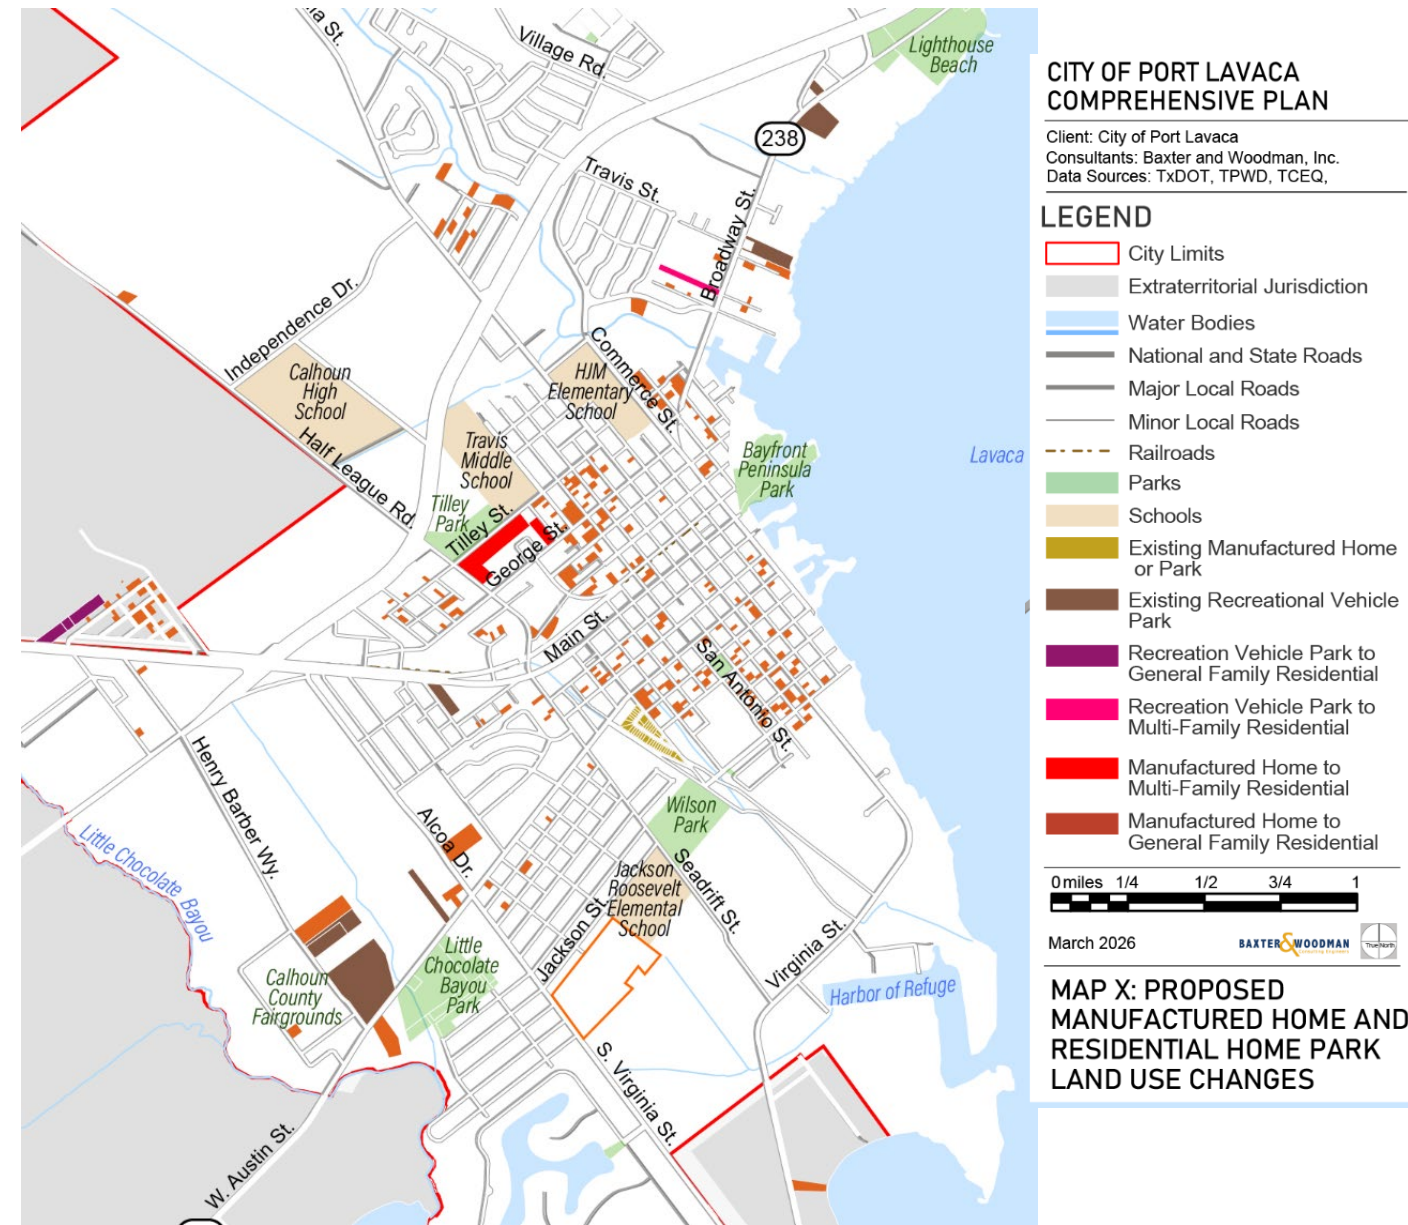 a St.
Village Rd.
Lighthouse
Beach
238
Travis St.
Broadway St.
Independence Dr.
Calhoun
High
School
HJM
Elementary
School
Commerce St.
Half League Rd.
Travis
Middle
School
Bayfront
Peninsula
Park
Lavaca
Tilley
Park
Tilley St.
George St.
Main St.
San Antonio St.
Henry Barber Wy.
Little Chocolate Bayou
Alcoa Dr.
Wilson
Park
Jackson
Roosevelt
Elemental
School
Seadrift St.
Jackson St.
Virginia St.
Little
Chocolate
Bayou
Park
Calhoun
County
Fairgrounds
Harbor of Refuge
S. Virginia St.
W. Austin St.
CITY OF PORT LAVACA
COMPREHENSIVE PLAN
Client: City of Port Lavaca
Consultants: Baxter and Woodman, Inc.
Data Sources: TxDOT, TPWD, TCEQ,
LEGEND
City Limits
Extraterritorial Jurisdiction
Water Bodies
National and State Roads
Major Local Roads
Minor Local Roads
Railroads
Parks
Schools
Existing Manufactured Home
or Park
Existing Recreational Vehicle
Park
Recreation Vehicle Park to
General Family Residential
Recreation Vehicle Park to
Multi-Family Residential
Manufactured Home to
Multi-Family Residential
Manufactured Home to
General Family Residential
0 miles 1/4 1/2 3/4 1
March 2026
BAXTER & WOODMAN
True North
MAP X: PROPOSED
MANUFACTURED HOME AND
RESIDENTIAL HOME PARK
LAND USE CHANGES